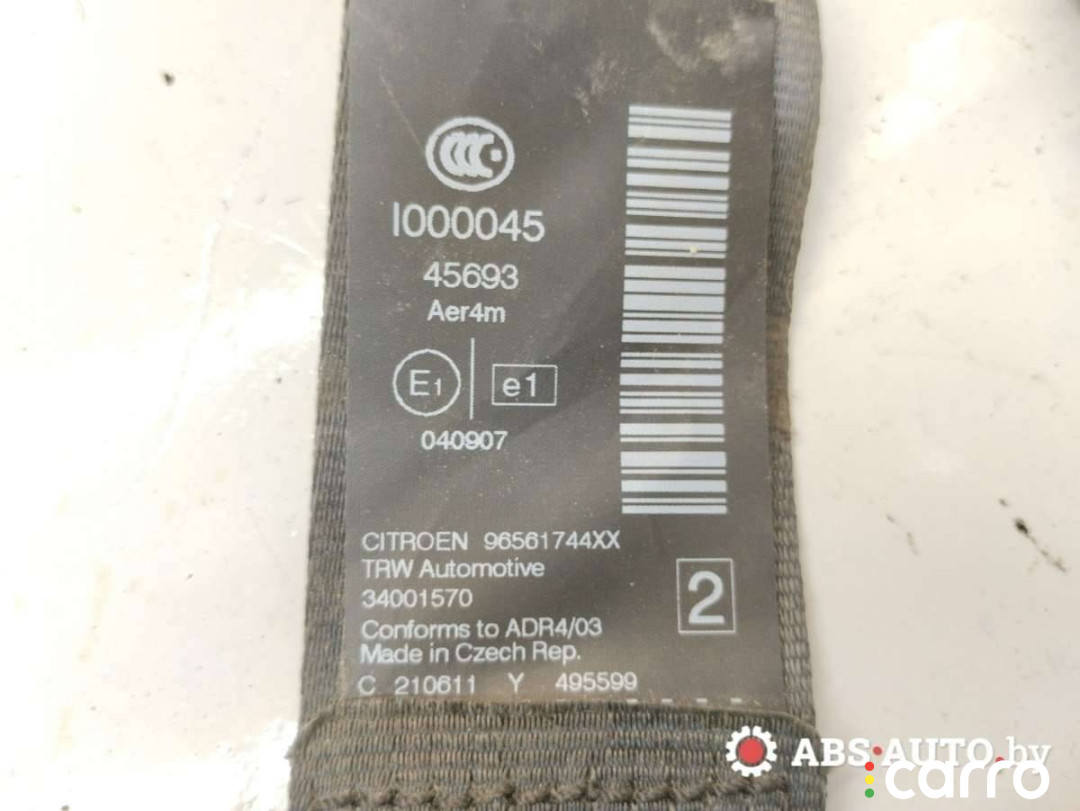 CCC
I000045
45693
Aer4m
E1
e1
040907
CITROEN 96561744XX
TRW Automotive
34001570
2
Conforms to ADR4/03
Made in Czech Rep.
C 210611 Y 495599
ABS-AUTO.by
carro